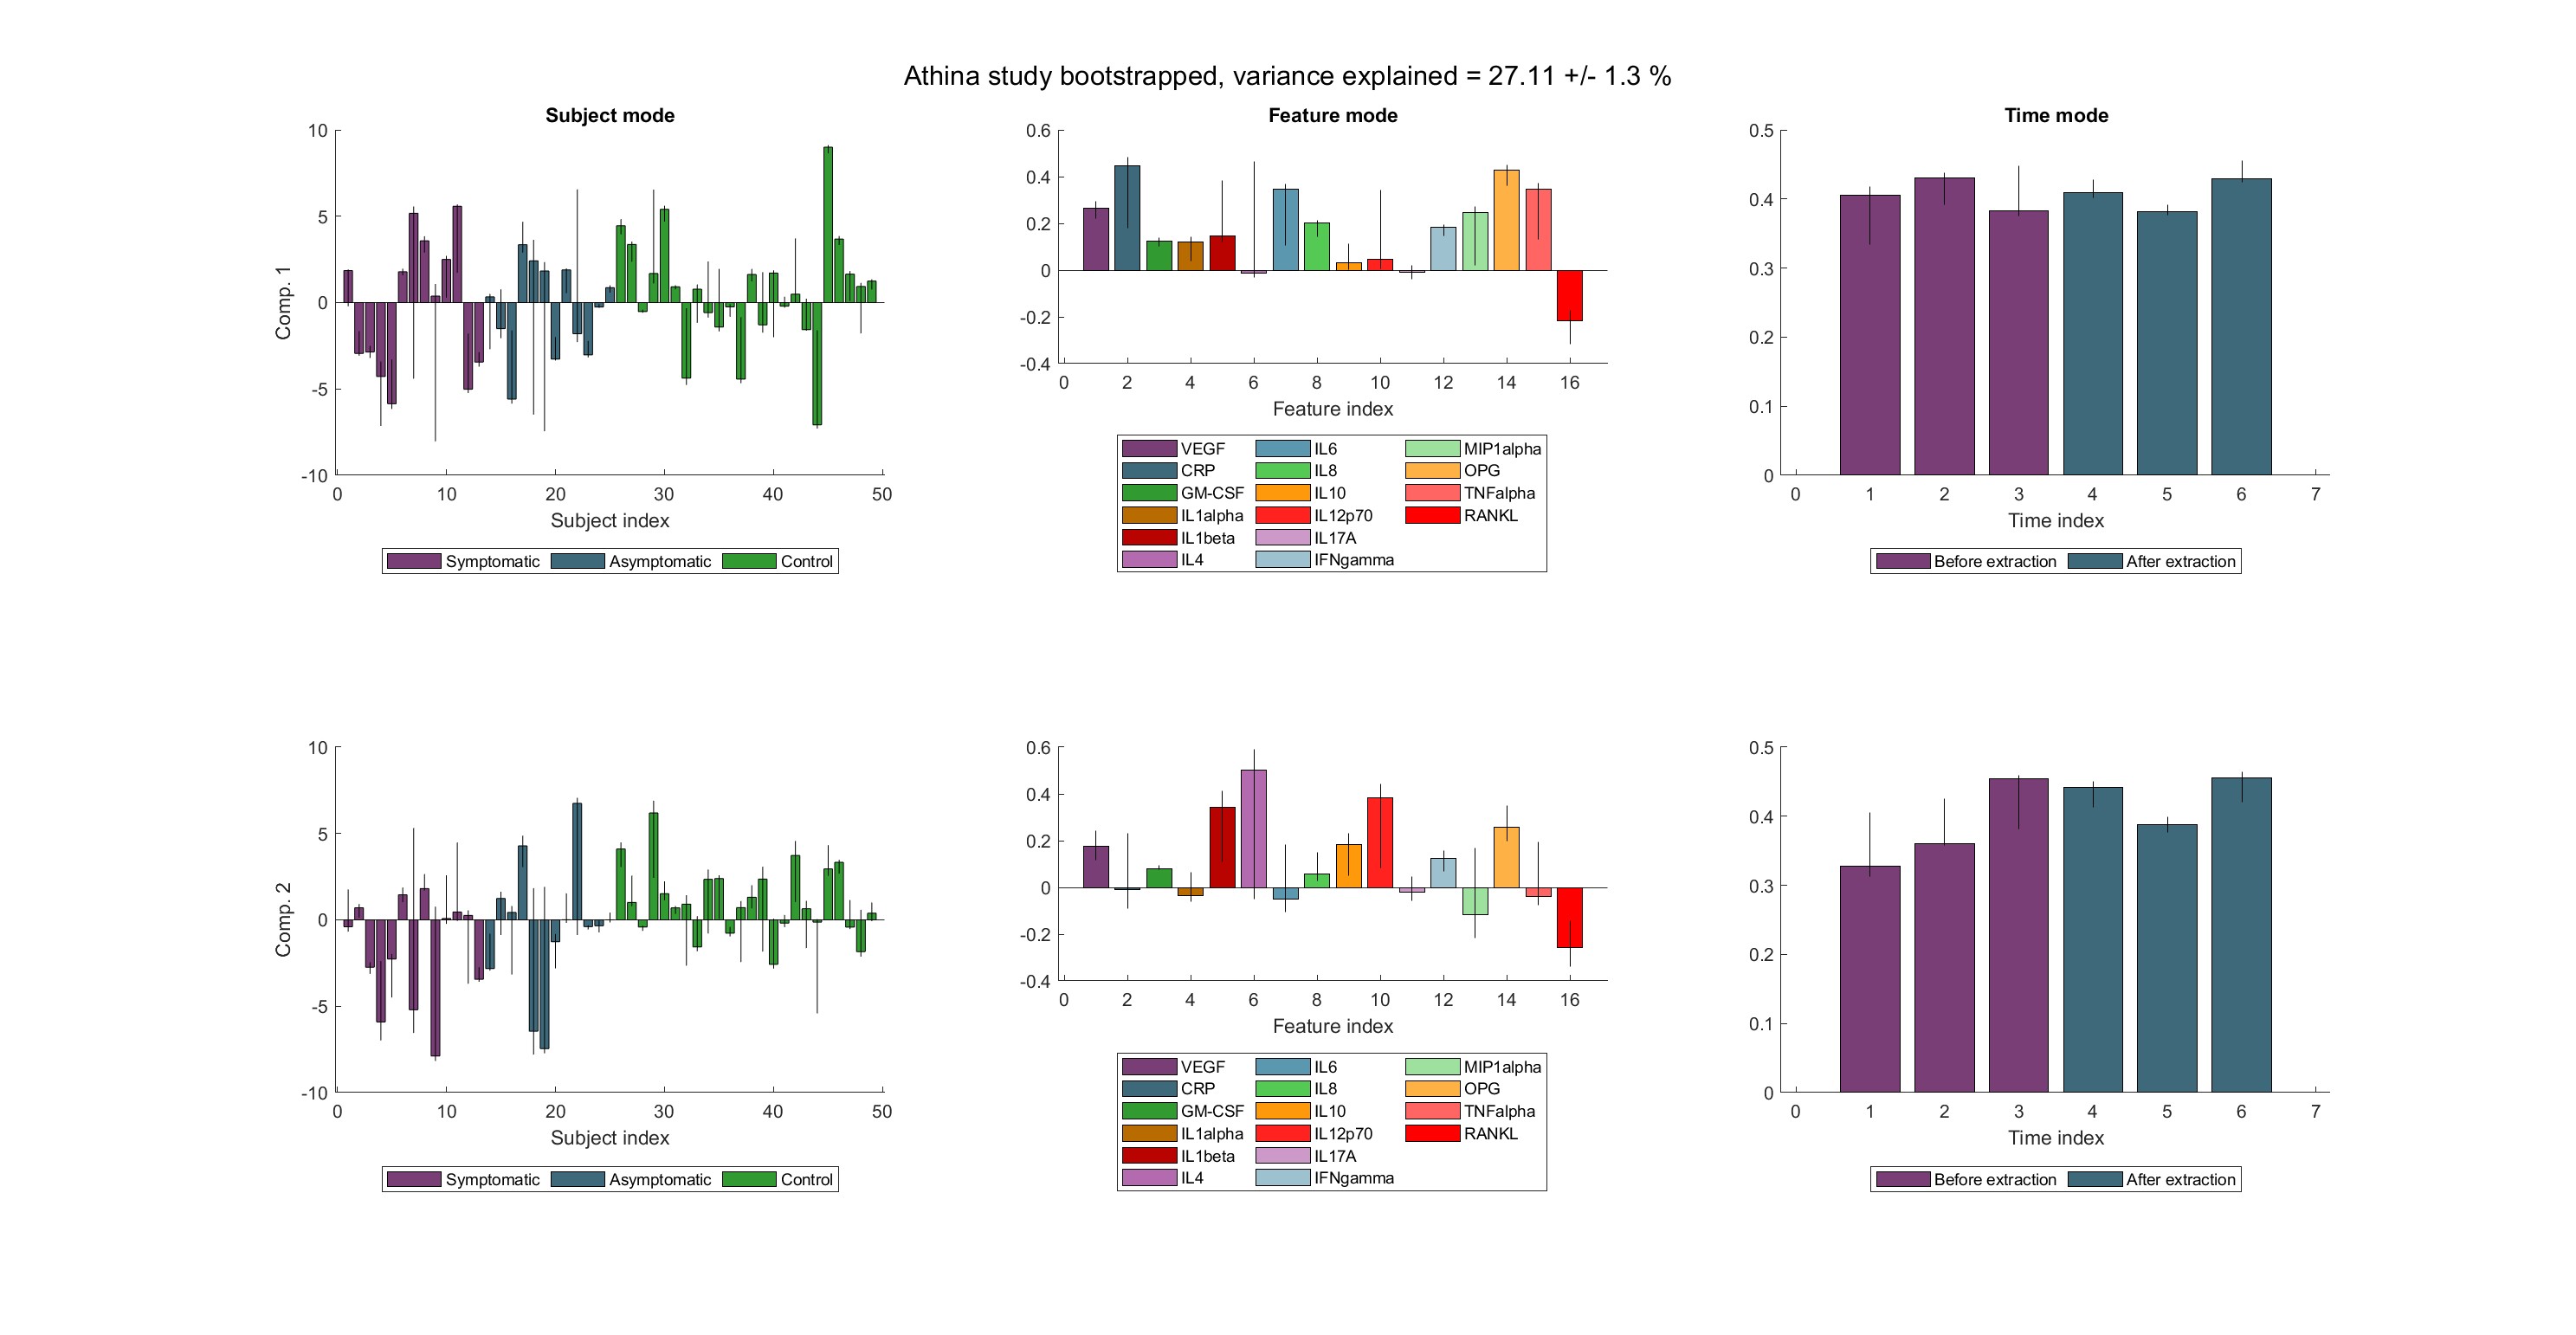 Athina study bootstrapped, variance explained = 27.11 +/- 1.3 %
Subject mode
Comp. 1
10
5
0
-5
-10
0 10 20 30 40 50
Subject index
Symptomatic Asymptomatic Control
Feature mode
0.6
0.4
0.2
0
-0.2
-0.4
0 2 4 6 8 10 12 14 16
Feature index
VEGF IL6 MIP1alpha
CRP IL8 OPG
GM-CSF IL10 TNFalpha
IL1alpha IL12p70 RANKL
IL1beta IL17A
IL4 IFNgamma
Time mode
0.5
0.4
0.3
0.2
0.1
0
0 1 2 3 4 5 6 7
Time index
Before extraction After extraction
Comp. 2
10
5
0
-5
-10
0 10 20 30 40 50
Subject index
Symptomatic Asymptomatic Control
0.6
0.4
0.2
0
-0.2
-0.4
0 2 4 6 8 10 12 14 16
Feature index
VEGF IL6 MIP1alpha
CRP IL8 OPG
GM-CSF IL10 TNFalpha
IL1alpha IL12p70 RANKL
IL1beta IL17A
IL4 IFNgamma
0.5
0.4
0.3
0.2
0.1
0
0 1 2 3 4 5 6 7
Time index
Before extraction After extraction